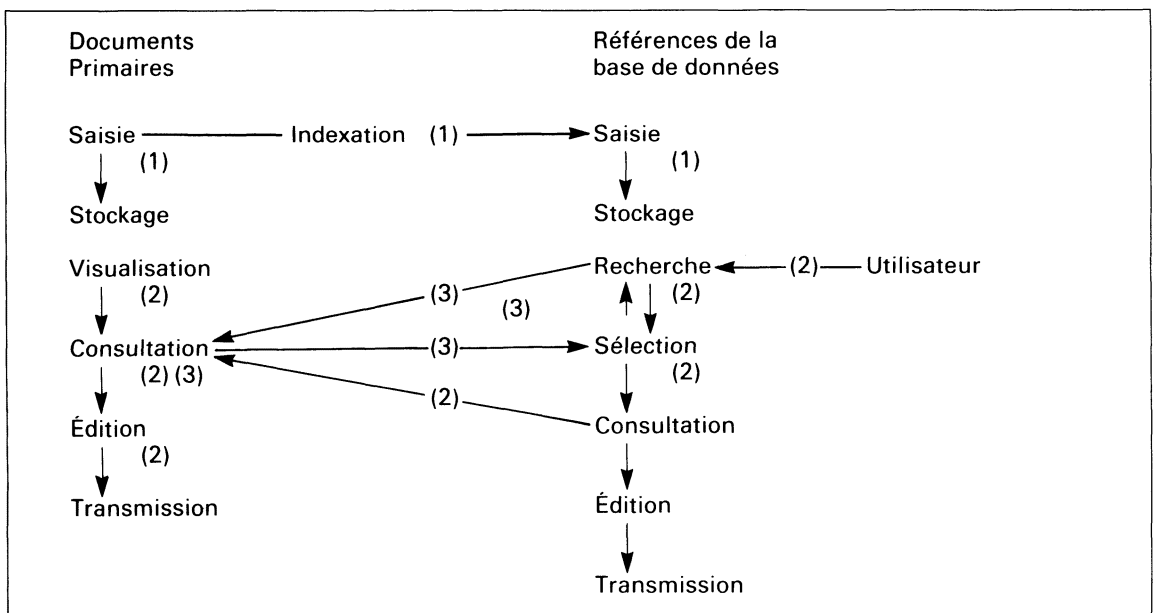 Documents Primaires
Références de la base de données
Saisie Indexation (1) Saisie
(1) (1)
Stockage Stockage
Visualisation Recherche (2) Utilisateur
(2) (3) (2)
(3)
Consultation (3) Sélection
(2) (3) (2)
(2)
Édition Consultation
(2)
Transmission Édition
Transmission